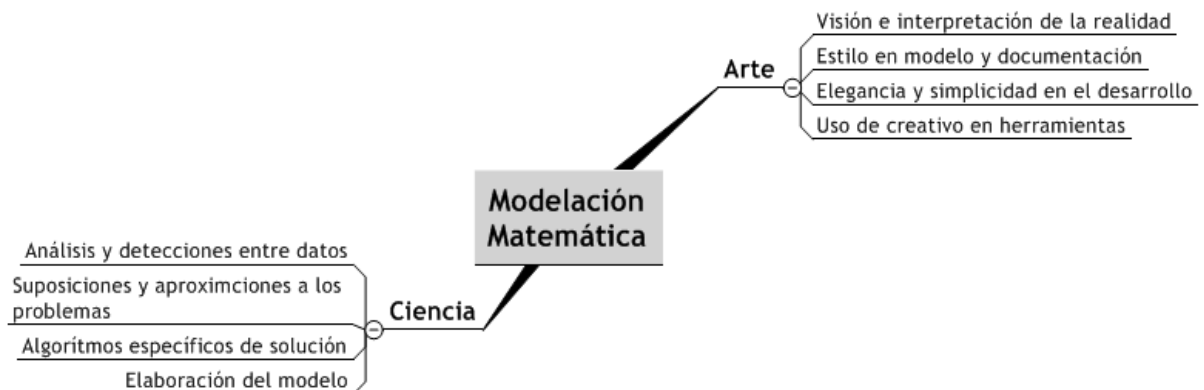 Visión e interpretación de la realidad
Estilo en modelo y documentación
Arte
Elegancia y simplicidad en el desarrollo
Uso de creativo en herramientas
Modelación
Matemática
Análisis y detecciones entre datos
Suposiciones y aproximciones a los
problemas
Ciencia
Algoritmos específicos de solución
Elaboración del modelo